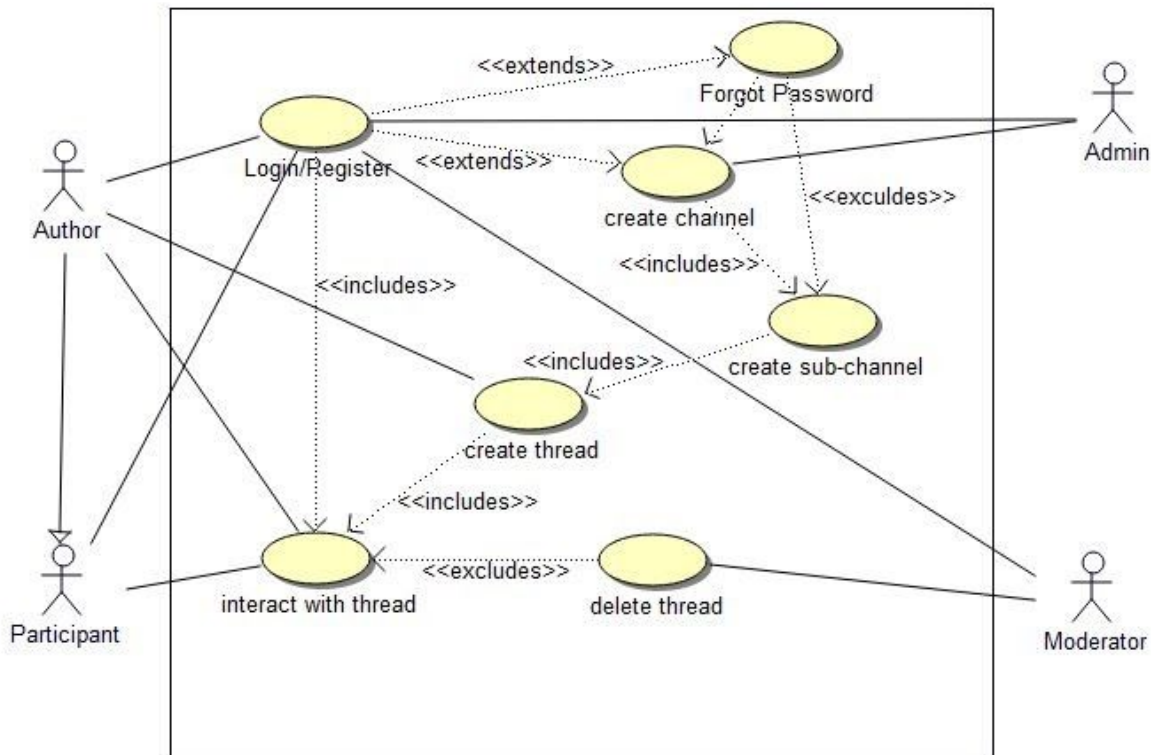 <<extends>>
Forgot Password
Login/Register
<<extends>>
Admin
<<exculdes>>
create channel
Author
<<includes>>
<<includes>>
<<includes>>
create sub-channel
create thread
<<includes>>
<<excludes>>
interact with thread
delete thread
Participant
Moderator